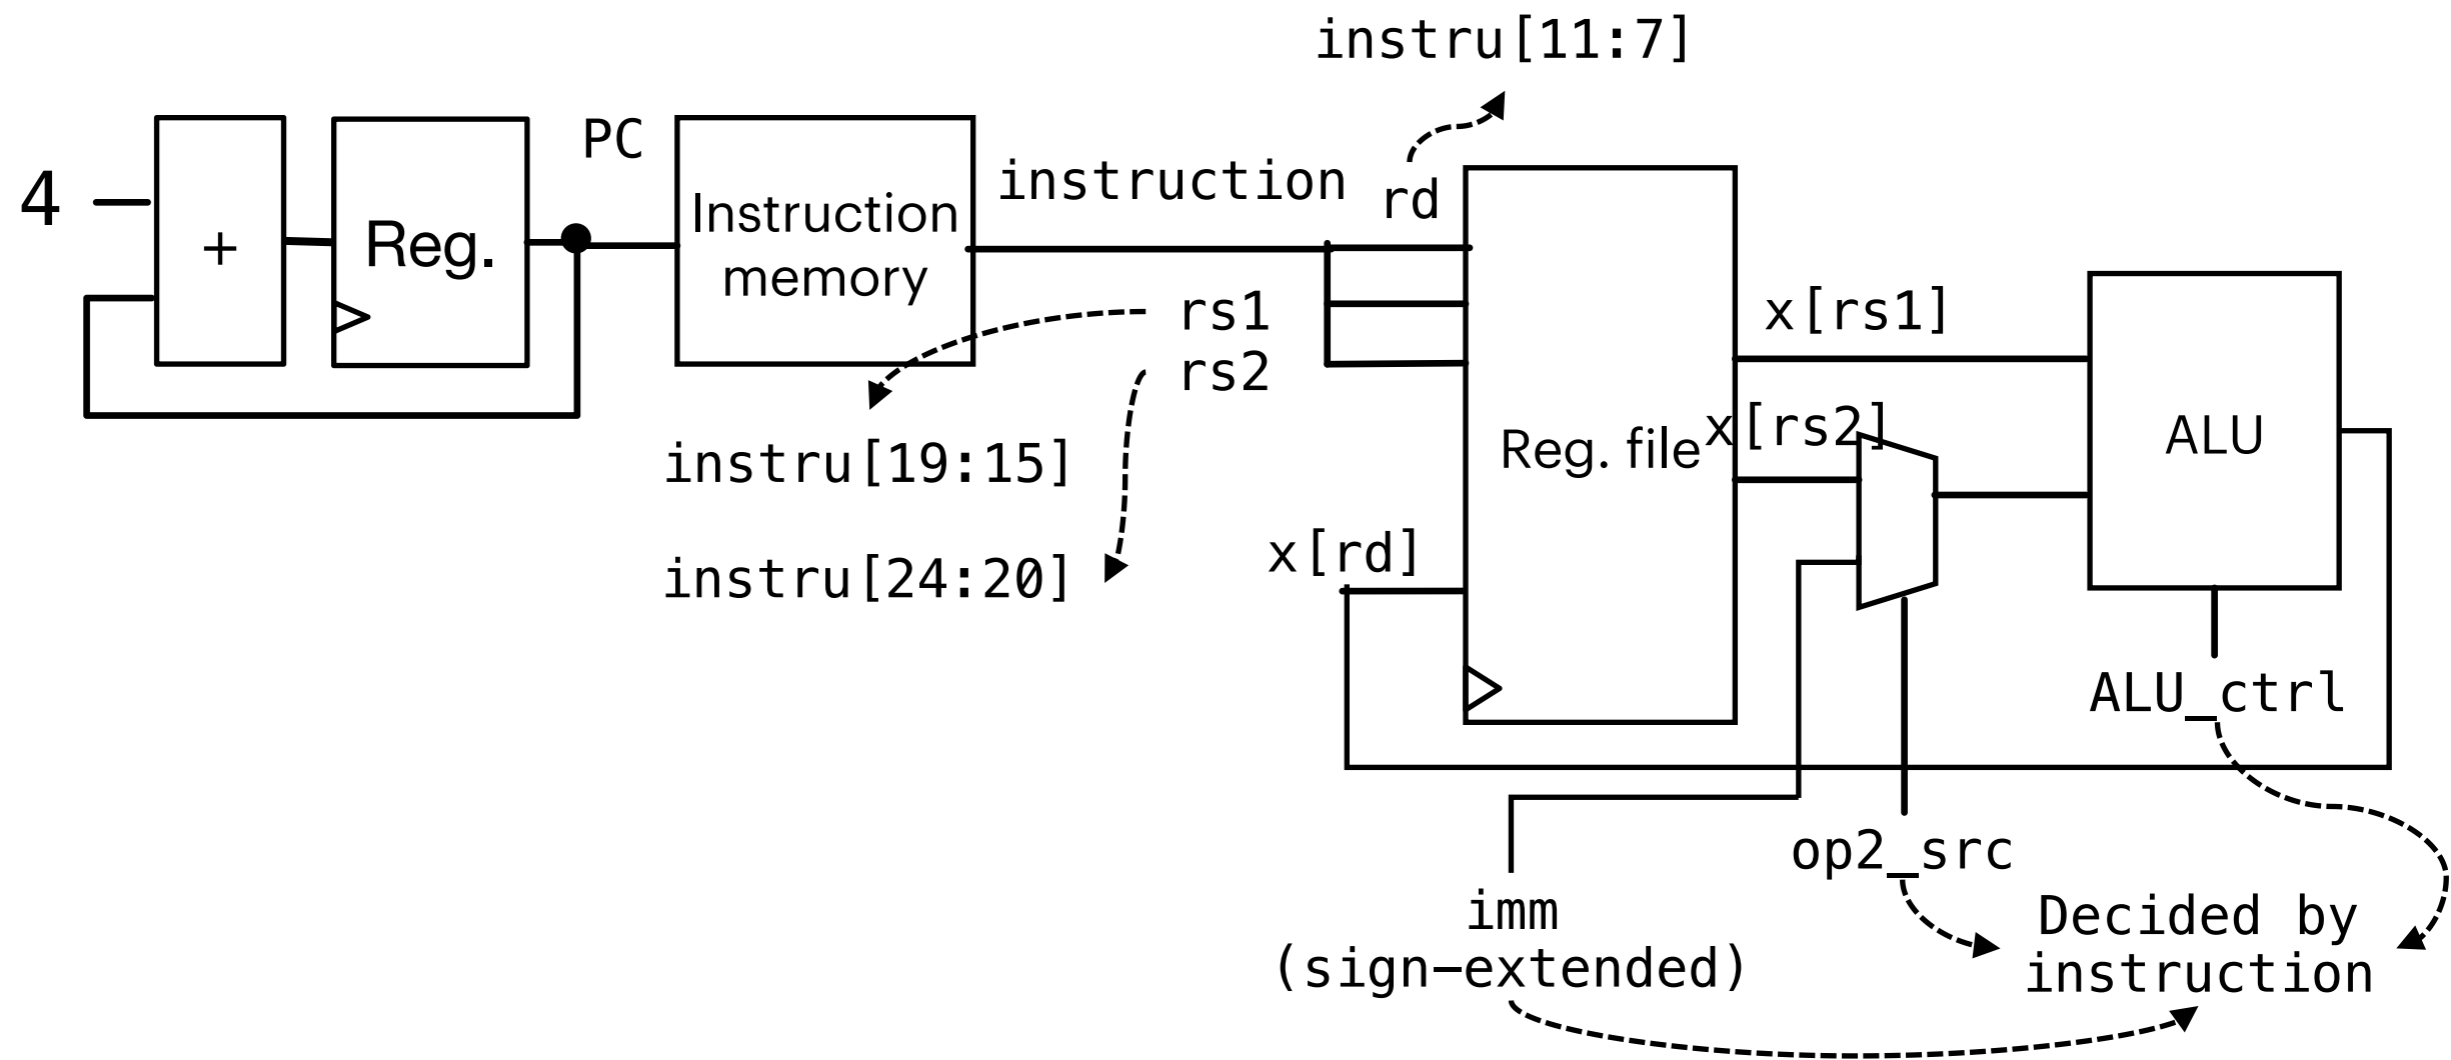 instru[11:7]
PC
4
+
Reg.
Instruction
memory
instruction
rd
rs1
rs2
x[rs1]
x[rs2]
Reg. file
ALU
instru[19:15]
instru[24:20]
x[rd]
ALU_ctrl
op2_src
imm
(sign-extended)
Decided by
instruction